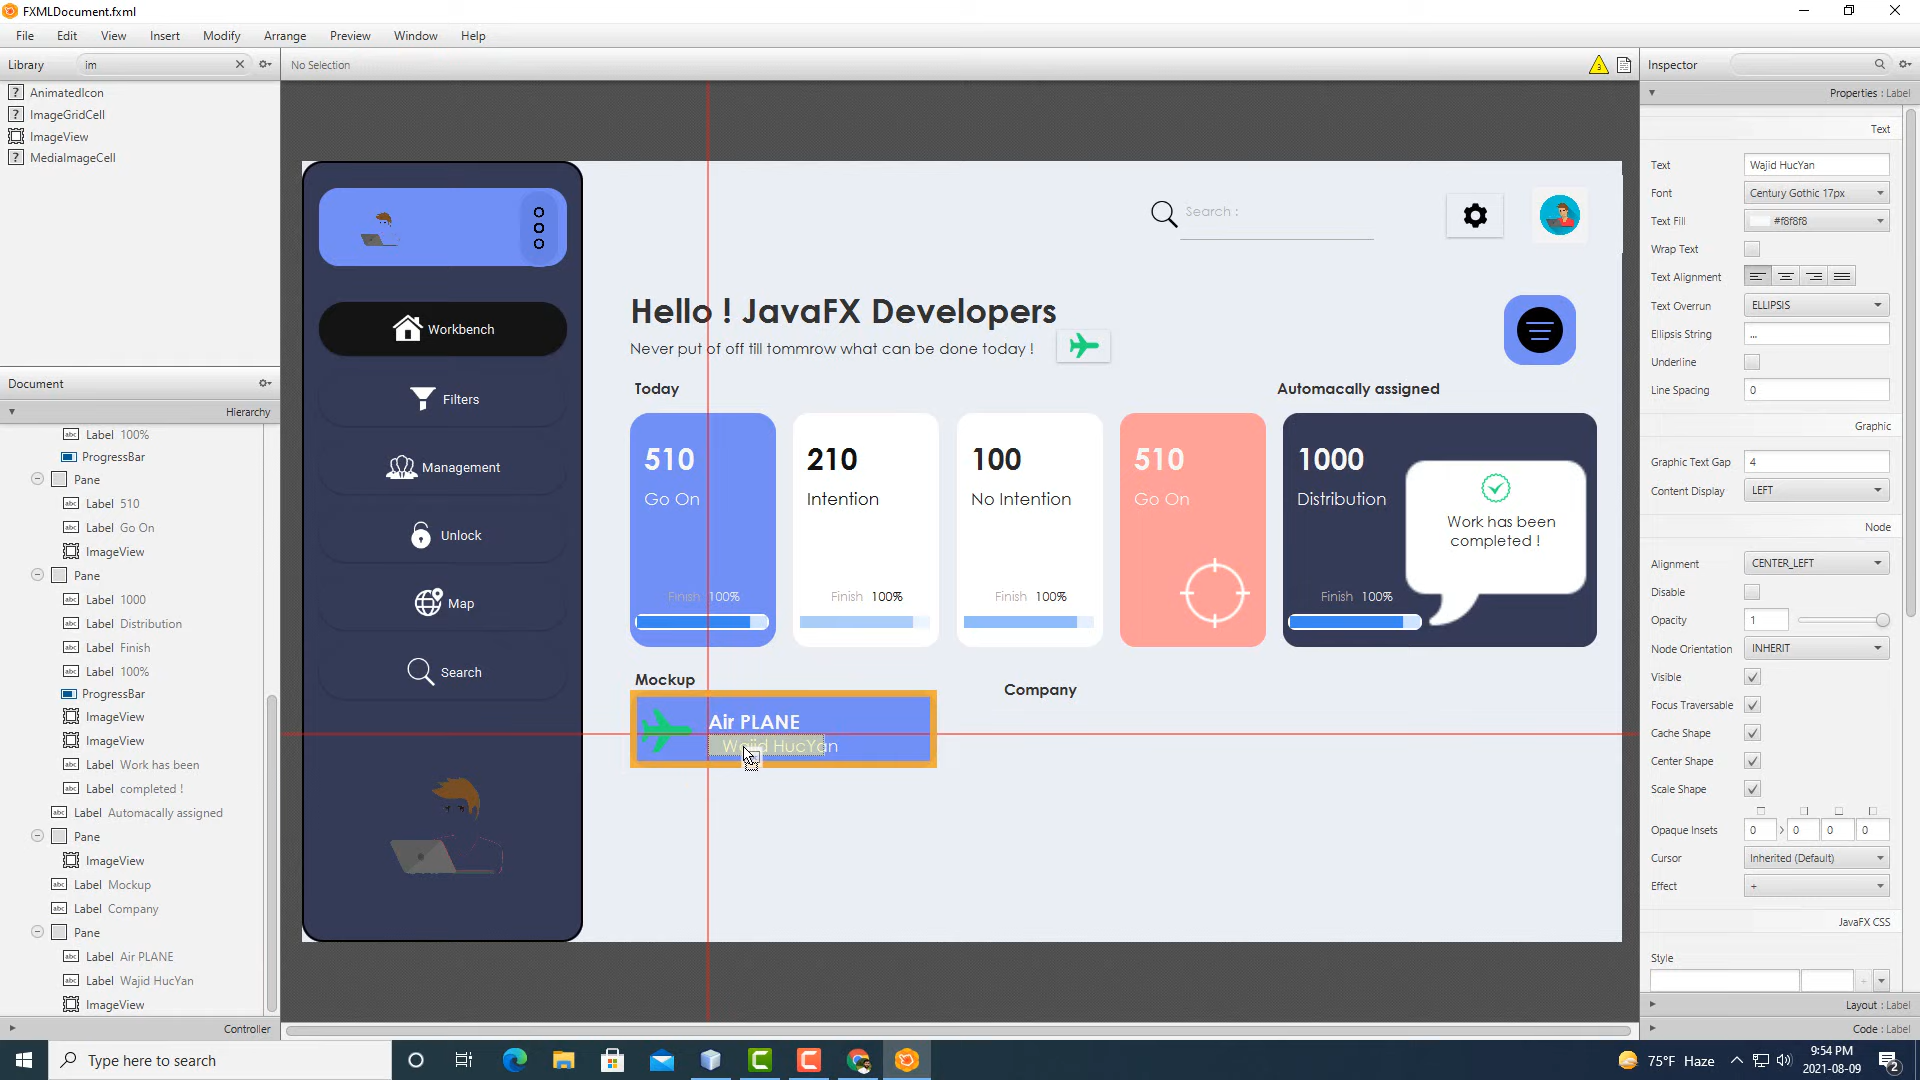 FXMLDocument.fxml
File Edit View Insert Modify Arrange Preview Window Help
Library im
No Selection
3
Inspector
AnimatedIcon
ImageGridCell
ImageView
MediaImageCell
Document
Hierarchy
Label 100%
ProgressBar
Pane
Label 510
Label Go On
ImageView
Pane
Label 1000
Label Distribution
Label Finish
Label 100%
ProgressBar
ImageView
ImageView
Label Work has been
Label completed !
Label Automacally assigned
Pane
ImageView
Label Mockup
Label Company
Pane
Label Air PLANE
Label Wajid HucYan
ImageView
Controller
Workbench
Filters
Management
Unlock
Map
Search
Search :
Hello ! JavaFX Developers
Never put of off till tommrow what can be done today !
Today
Automacally assigned
510
Go On
Finish 100%
210
Intention
Finish 100%
100
No Intention
Finish 100%
510
Go On
1000
Distribution
Finish 100%
Work has been
completed !
Mockup
Company
Air PLANE
Wajid HucYan
Properties : Label
Text
Text Wajid HucYan
Font Century Gothic 17px
Text Fill #f8f8f8
Wrap Text
Text Alignment
Text Overrun ELLIPSIS
Ellipsis String ...
Underline
Line Spacing 0
Graphic
Graphic Text Gap 4
Content Display LEFT
Node
Alignment CENTER_LEFT
Disable
Opacity 1
Node Orientation INHERIT
Visible
Focus Traversable
Cache Shape
Center Shape
Scale Shape
Opaque Insets 0 0 0 0
Cursor Inherited (Default)
Effect +
JavaFX CSS
Style
Layout : Label
Code : Label
Type here to search
75°F Haze
9:54 PM
2021-08-09
2